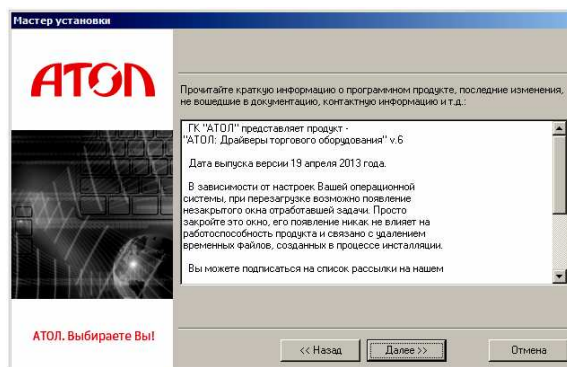 Мастер установки
АТОЛ
Прочитайте краткую информацию о программном продукте, последние изменения,
не вошедшие в документацию, контактную информацию и т.д.:
ГК "АТОЛ" представляет продукт -
"АТОЛ: Драйверы торгового оборудования" v.6
Дата выпуска версии 19 апреля 2013 года.
В зависимости от настроек Вашей операционной
системы, при перезагрузке возможно появление
незакрытого окна отработавшей задачи. Просто
закройте это окно, его появление никак не влияет на
работоспособность продукта и связано с удалением
временных файлов, созданных в процессе инсталляции.
Вы можете подписаться на список рассылки на нашем
АТОЛ. Выбираете Вы!
<< Назад
Далее >>
Отмена